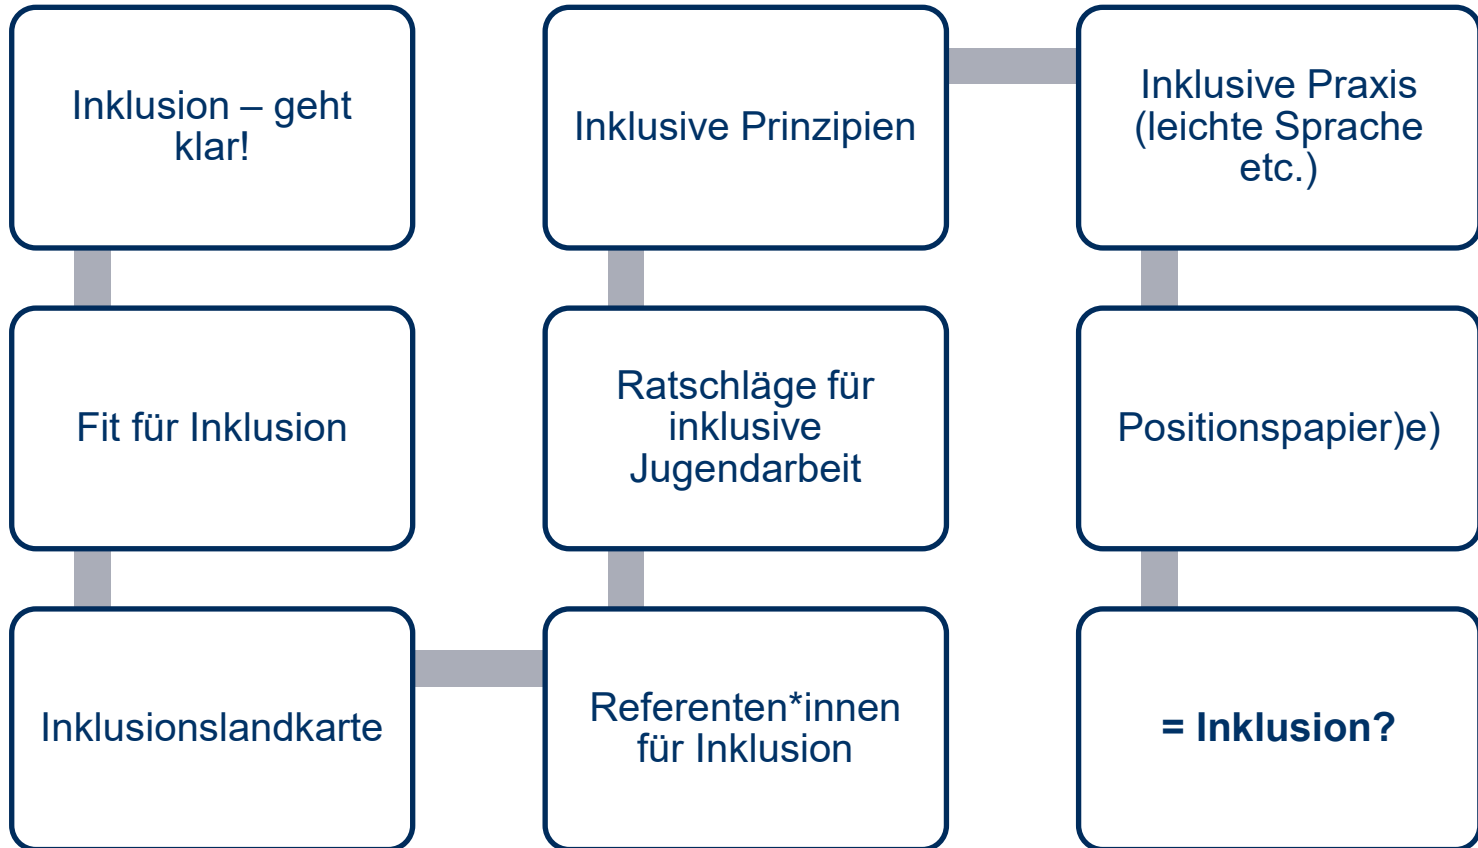 Inklusion – geht
klar!
Fit für Inklusion
Inklusionslandkarte
Referenten*innen
für Inklusion
Ratschläge für
inklusive
Jugendarbeit
Inklusive Prinzipien
Inklusive Praxis
(leichte Sprache
etc.)
Positionspapier)e)
= Inklusion?